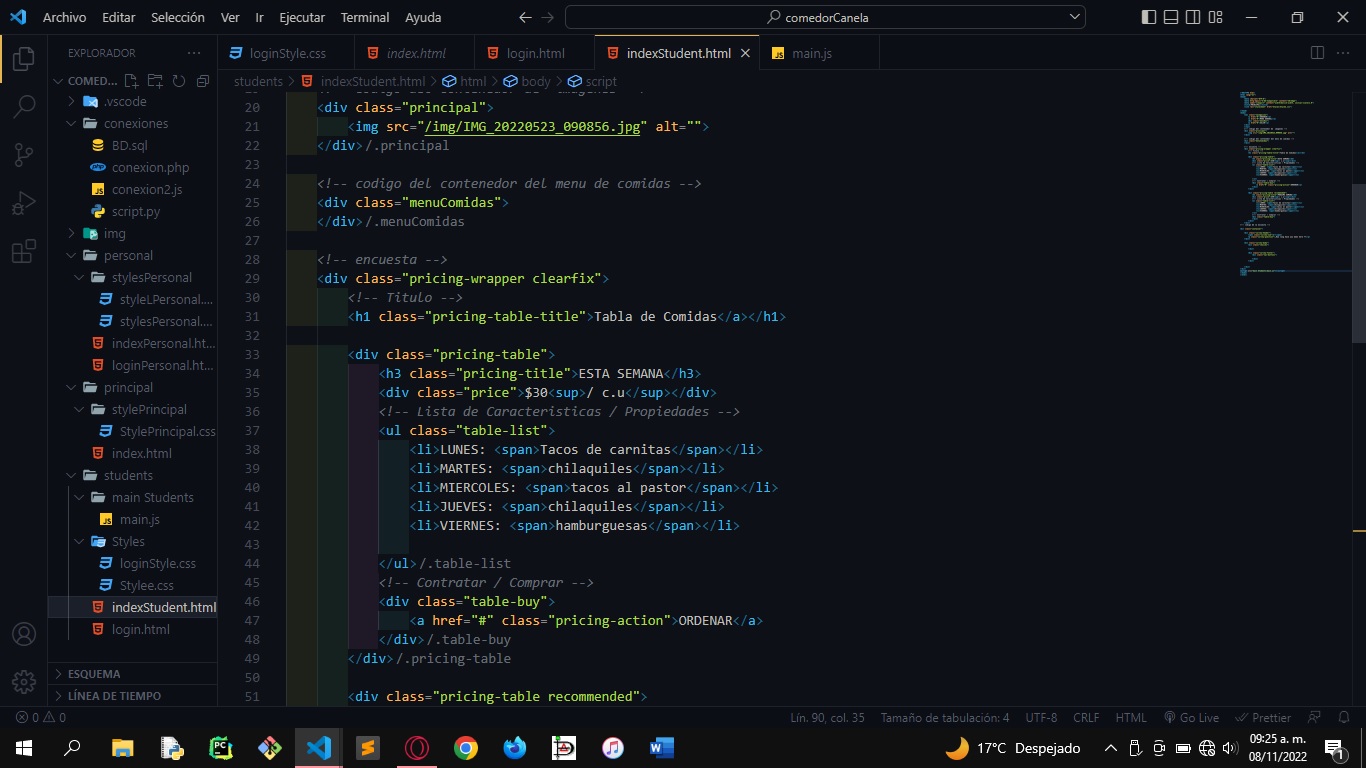 Archivo Editar Selección Ver Ir Ejecutar Terminal Ayuda
comedorCanela
EXPLORADOR
loginStyle.css
index.html
login.html
indexStudent.html
main.js
COMED...
students > indexStudent.html > html > body > script
.vscode
conexiones
BD.sql
conexion.php
conexion2.js
script.py
img
personal
stylesPersonal
styleLPersonal....
stylesPersonal....
indexPersonal.ht...
loginPersonal.ht...
principal
stylePrincipal
StylePrincipal.css
index.html
students
main Students
main.js
Styles
loginStyle.css
Stylee.css
indexStudent.html
login.html
ESQUEMA
LÍNEA DE TIEMPO
20 <div class="principal">
21 <img src="/img/IMG_20220523_090856.jpg" alt="">
22 </div>/.principal
23
24 <!-- codigo del contenedor del menu de comidas -->
25 <div class="menuComidas">
26 </div>/.menuComidas
27
28 <!-- encuesta -->
29 <div class="pricing-wrapper clearfix">
30 <!-- Titulo -->
31 <h1 class="pricing-table-title">Tabla de Comidas</a></h1>
32
33 <div class="pricing-table">
34 <h3 class="pricing-title">ESTA SEMANA</h3>
35 <div class="price">$30<sup>/ c.u</sup></div>
36 <!-- Lista de Caracteristicas / Propiedades -->
37 <ul class="table-list">
38 <li>LUNES: <span>Tacos de carnitas</span></li>
39 <li>MARTES: <span>chilaquiles</span></li>
40 <li>MIERCOLES: <span>tacos al pastor</span></li>
41 <li>JUEVES: <span>chilaquiles</span></li>
42 <li>VIERNES: <span>hamburguesas</span></li>
43
44 </ul>/.table-list
45 <!-- Contratar / Comprar -->
46 <div class="table-buy">
47 <a href="#" class="pricing-action">ORDENAR</a>
48 </div>/.table-buy
49 </div>/.pricing-table
50
51 <div class="pricing-table recommended">
0 0
Lín. 90, col. 35 Tamaño de tabulación: 4 UTF-8 CRLF HTML Go Live Prettier
17°C Despejado
09:25 a. m.
08/11/2022
1